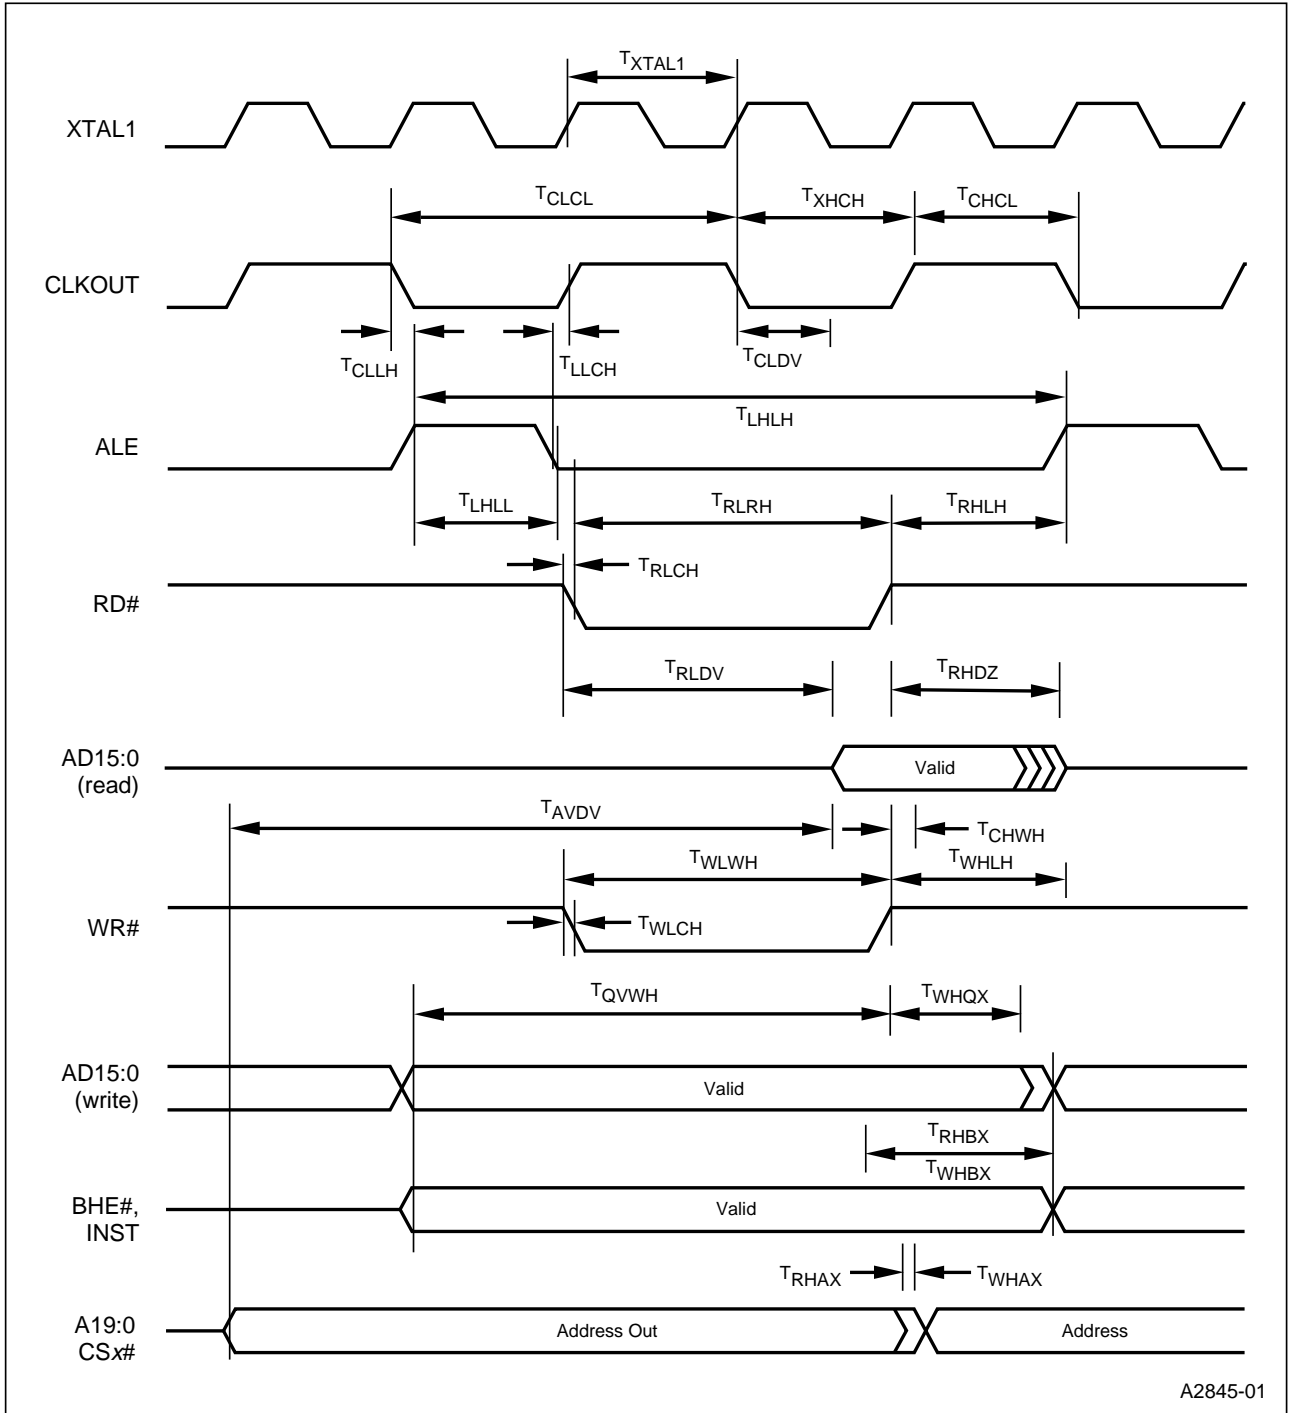 TXTAL1
XTAL1
TCLCL
TXHCH
TCHCL
CLKOUT
TCLLH
TLLCH
TCLDV
TLHLH
ALE
TLHLL
TRLRH
TRHLH
TRLCH
RD#
TRLDV
TRHDZ
AD15:0
(read)
Valid
TAVDV
TCHWH
TWLWH
TWHLH
WR#
TWLCH
TQVWH
TWHQX
AD15:0
(write)
Valid
TRHBX
TWHBX
BHE#,
INST
Valid
TRHAX
TWHAX
A19:0
CSx#
Address Out
Address
A2845-01